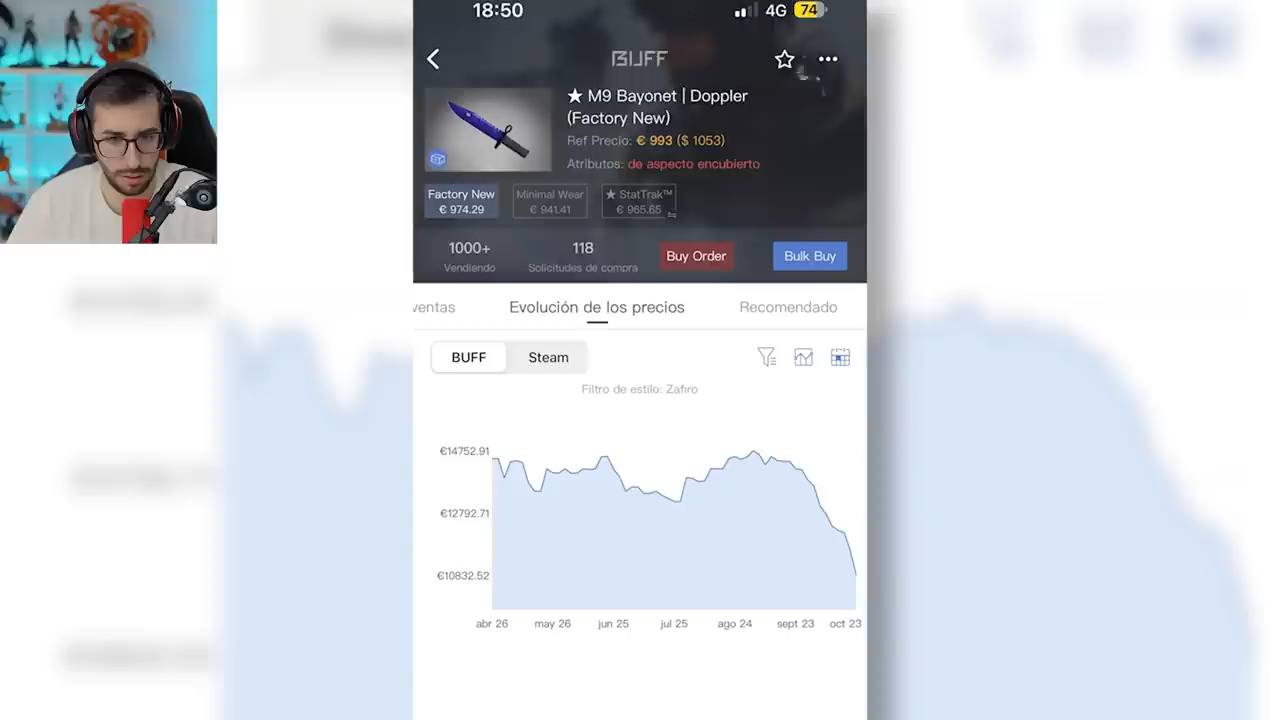 18:50
4G
74
BUFF
★ M9 Bayonet | Doppler
(Factory New)
Ref Precio: € 993 ($ 1053)
Atributos: de aspecto encubierto
Factory New
€ 974.29
Minimal Wear
€ 941.41
★ StatTrak™
€ 965.65
1000+
Vendiendo
118
Solicitudes de compra
Buy Order
Bulk Buy
ventas
Evolución de los precios
Recomendado
BUFF
Steam
Filtro de estilo: Zafiro
€14752.91
€12792.71
€10832.52
abr 26
may 26
jun 25
jul 25
ago 24
sept 23
oct 23